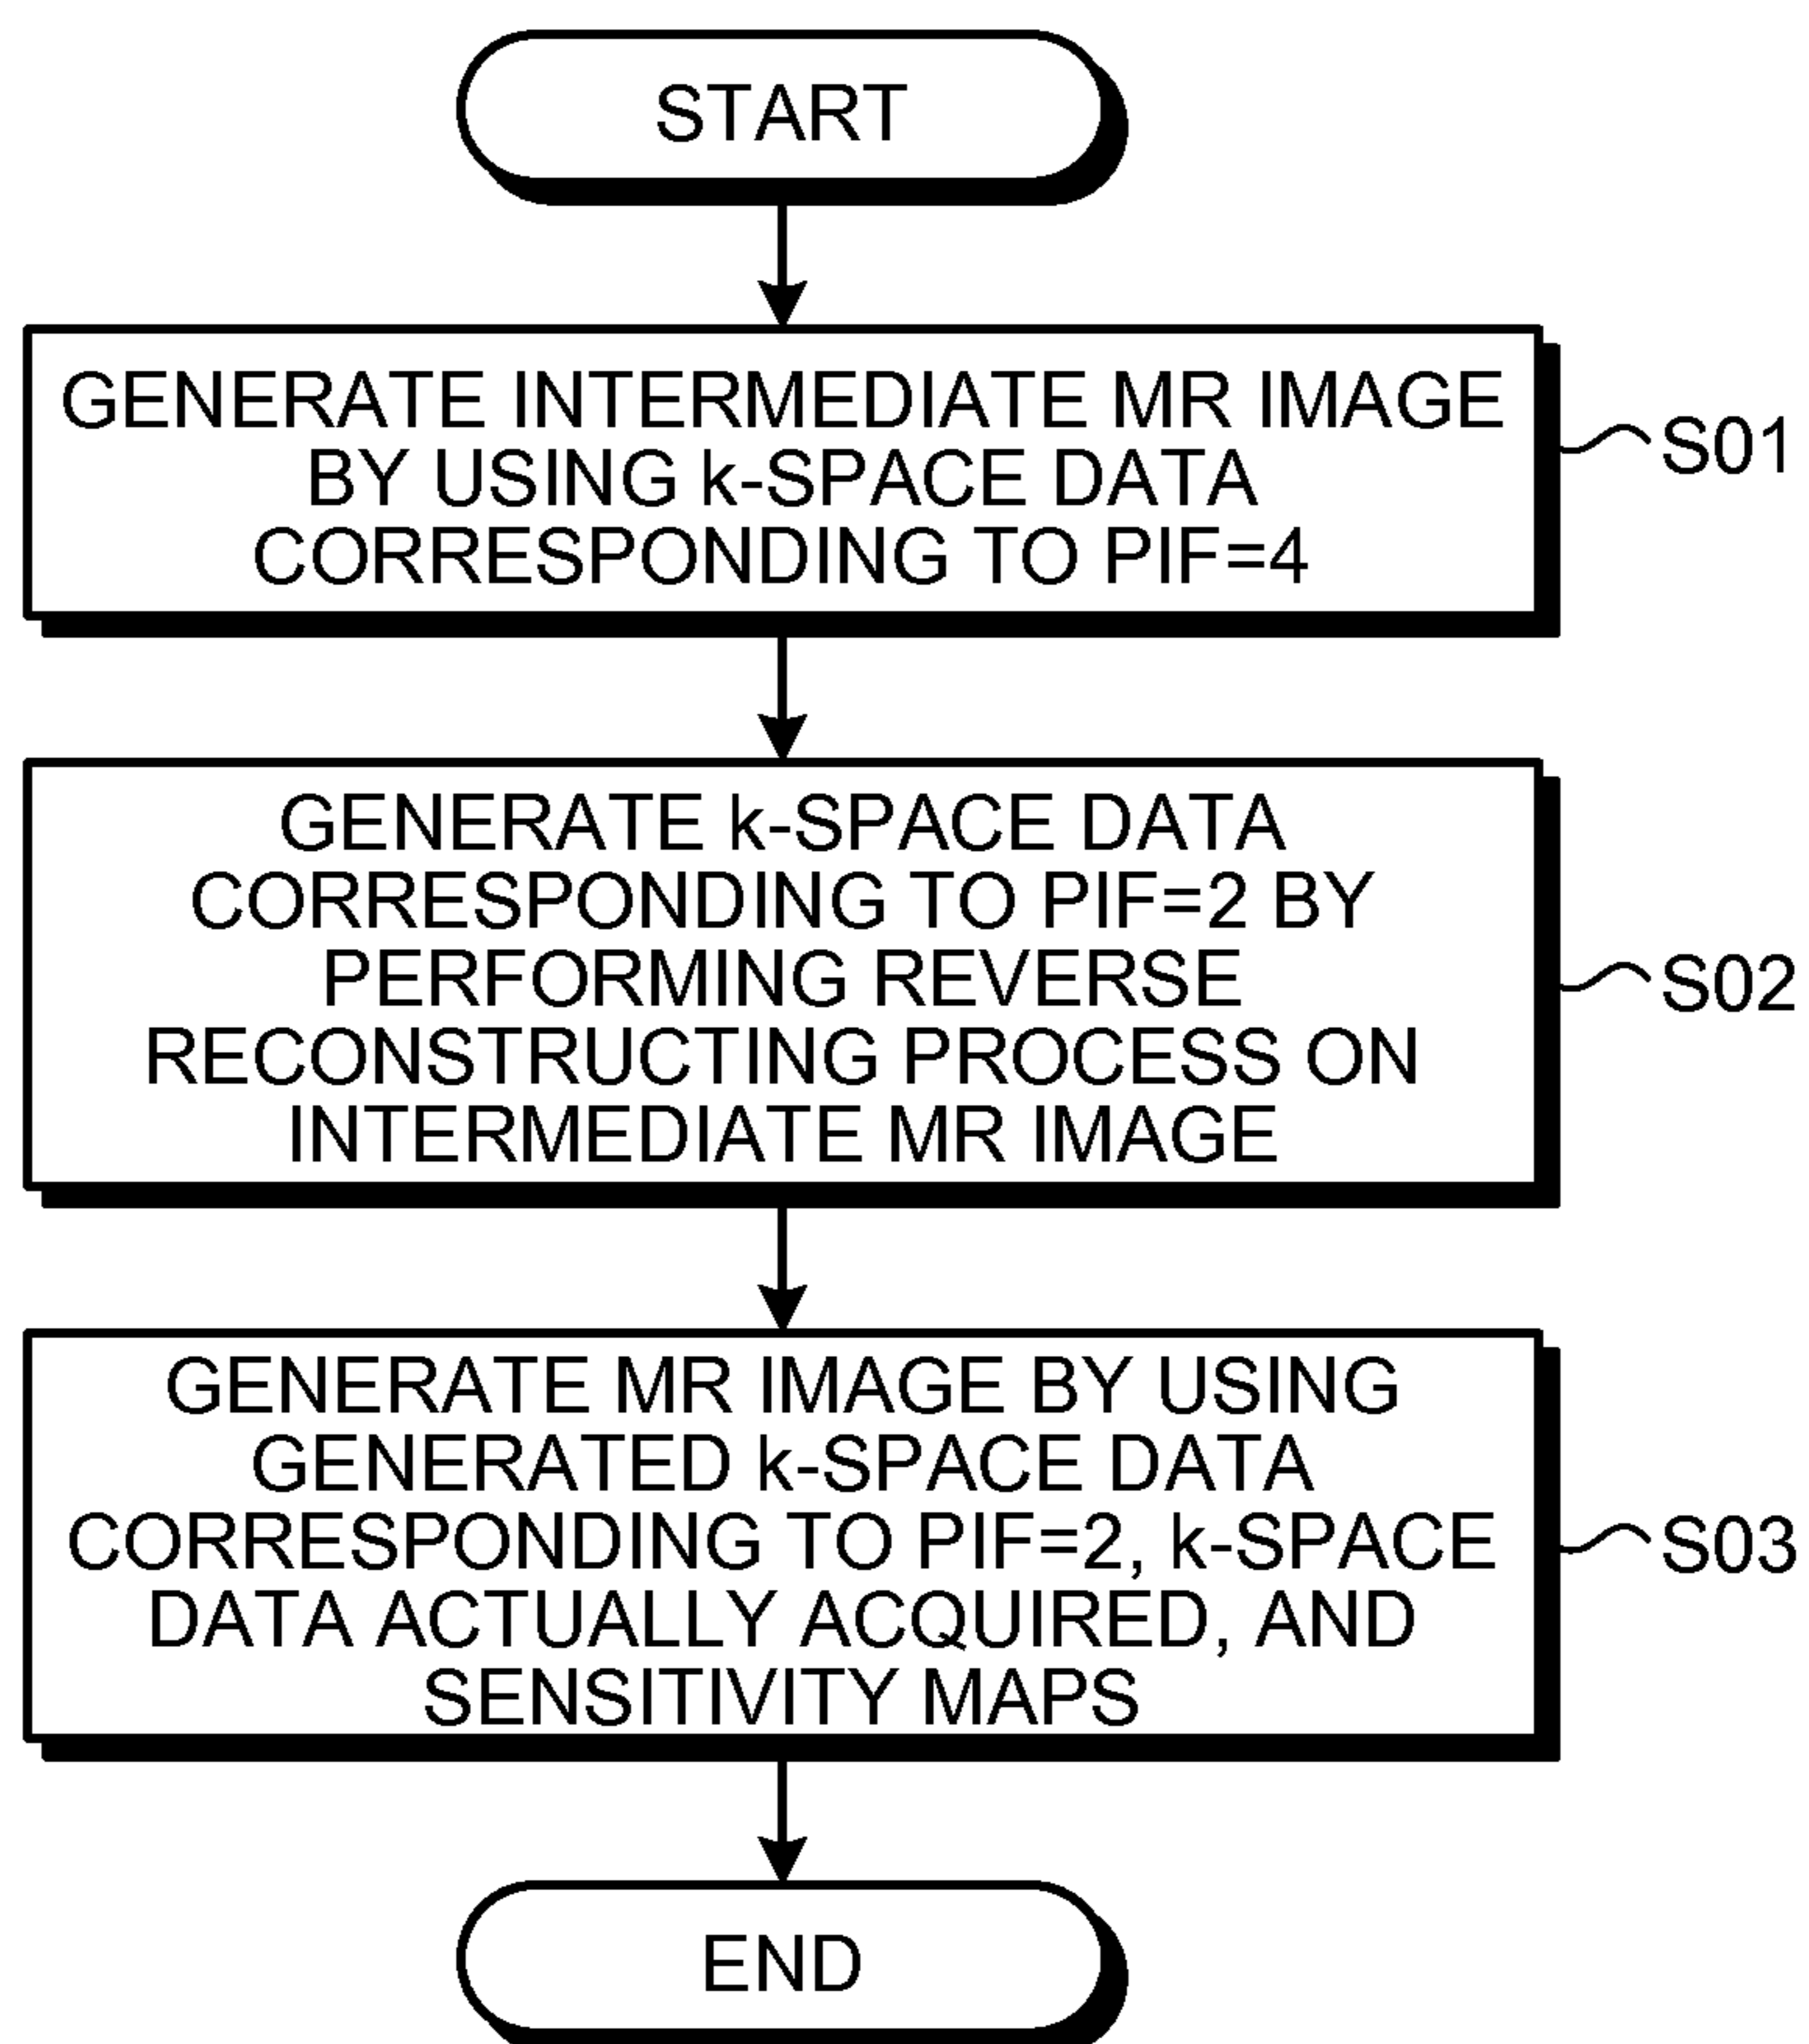 START
GENERATE INTERMEDIATE MR IMAGE
BY USING k-SPACE DATA
CORRESPONDING TO PIF=4
S01
GENERATE k-SPACE DATA
CORRESPONDING TO PIF=2 BY
PERFORMING REVERSE
RECONSTRUCTING PROCESS ON
INTERMEDIATE MR IMAGE
S02
GENERATE MR IMAGE BY USING
GENERATED k-SPACE DATA
CORRESPONDING TO PIF=2, k-SPACE
DATA ACTUALLY ACQUIRED, AND
SENSITIVITY MAPS
S03
END